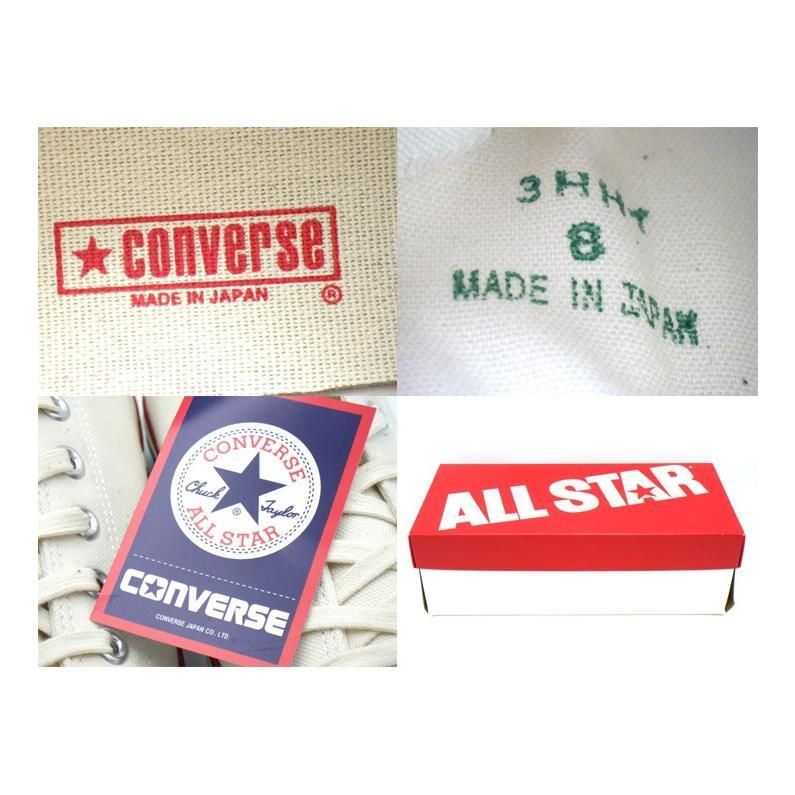 ★ converse
MADE IN JAPAN ®
3HH1
8
MADE IN JAPAN
CONVERSE
Chuck Taylor
®
ALL STAR
CONVERSE
CONVERSE JAPAN CO., LTD
ALL STAR